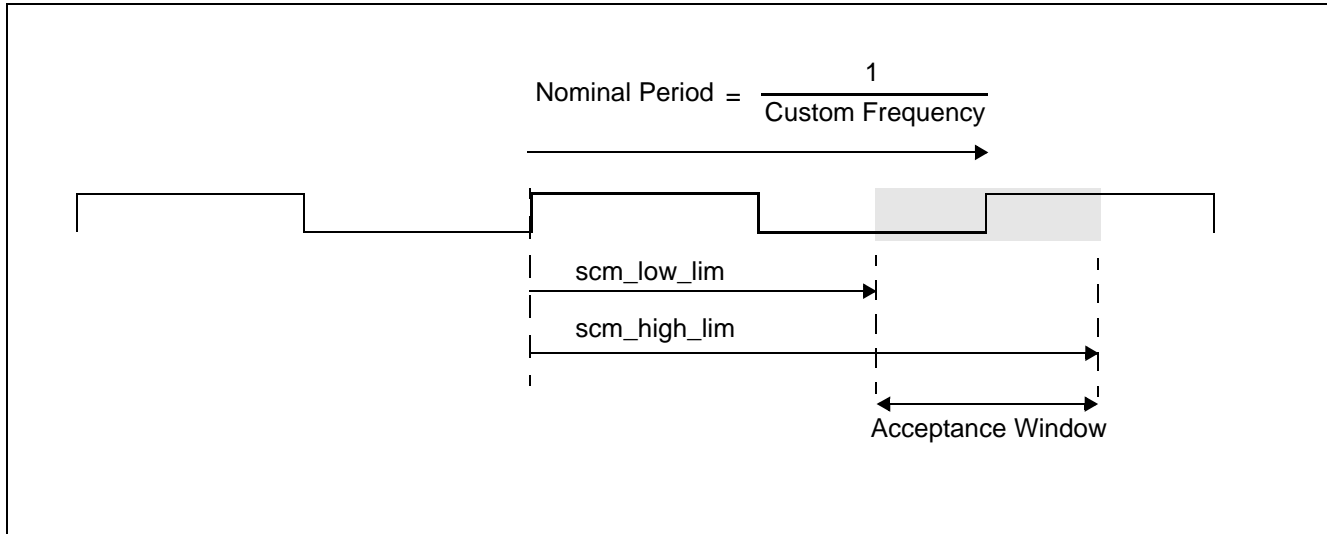 1
Nominal Period =
Custom Frequency
scm_low_lim
scm_high_lim
Acceptance Window